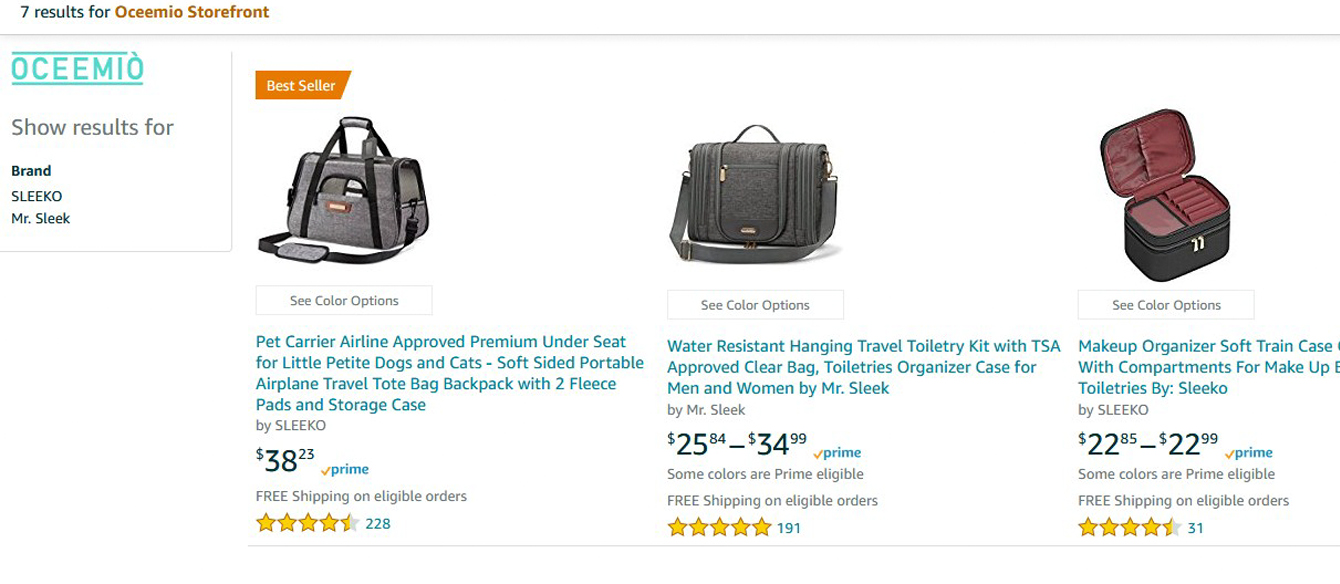 7 results for Oceemio Storefront
OCEEMIÒ
Show results for
Brand
SLEEKO
Mr. Sleek
Best Seller
See Color Options
Pet Carrier Airline Approved Premium Under Seat
for Little Petite Dogs and Cats - Soft Sided Portable
Airplane Travel Tote Bag Backpack with 2 Fleece
Pads and Storage Case
by SLEEKO
$38 23 prime
FREE Shipping on eligible orders
228
See Color Options
Water Resistant Hanging Travel Toiletry Kit with TSA
Approved Clear Bag, Toiletries Organizer Case for
Men and Women by Mr. Sleek
by Mr. Sleek
$25 84 – $34 99 prime
Some colors are Prime eligible
FREE Shipping on eligible orders
191
See Color Options
Makeup Organizer Soft Train Case
With Compartments For Make Up
Toiletries By: Sleeko
by SLEEKO
$22 85 – $22 99 prime
Some colors are Prime eligible
FREE Shipping on eligible orders
31